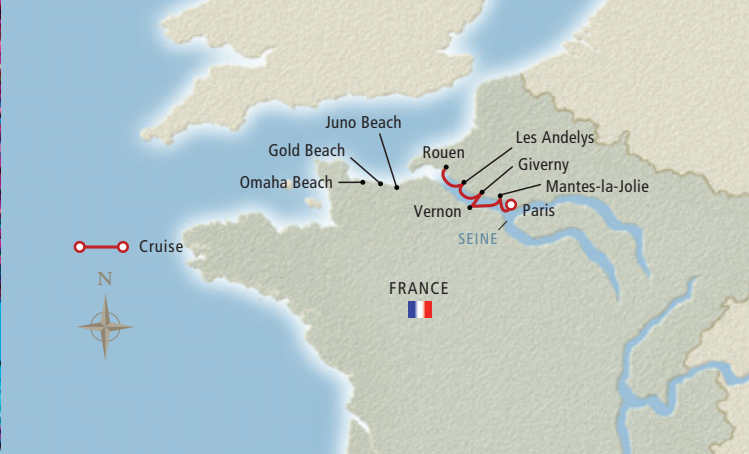 Juno Beach
Gold Beach
Omaha Beach
Rouen
Les Andelys
Giverny
Mantes-la-Jolie
Vernon
Paris
SEINE
Cruise
N
FRANCE